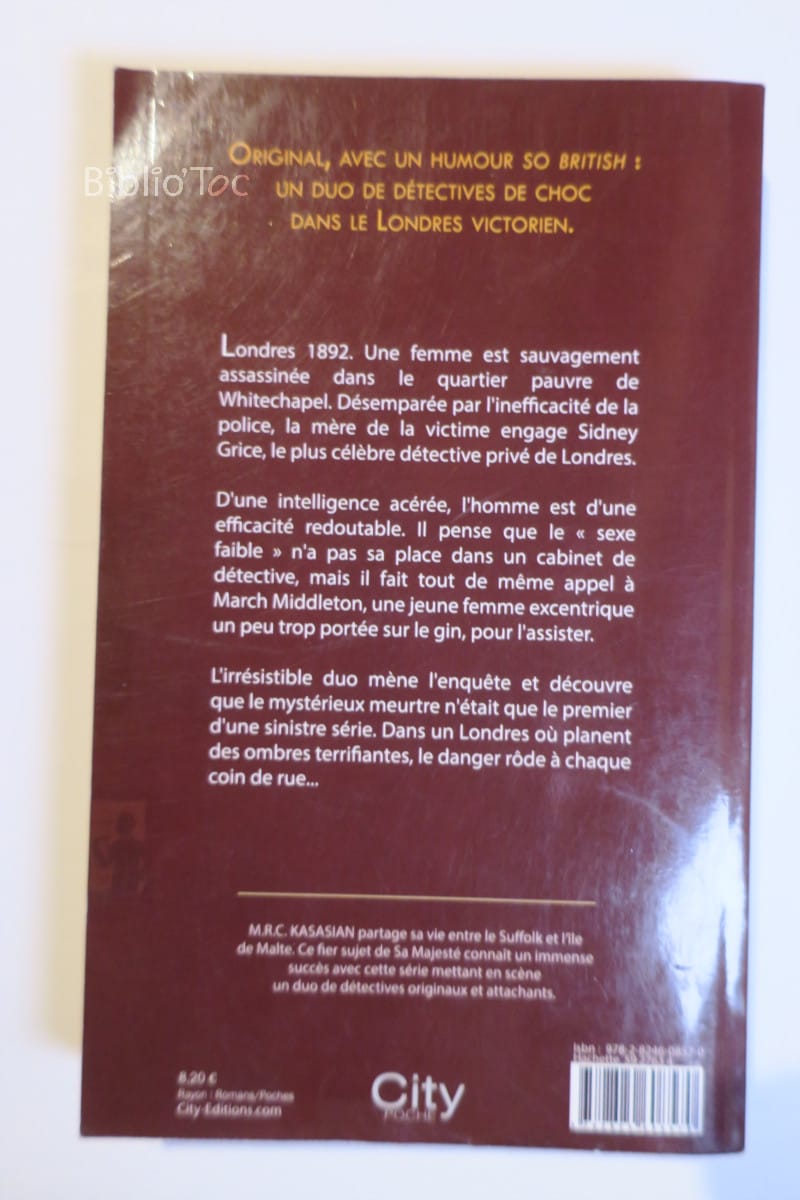 Biblio'Toc
ORIGINAL, AVEC UN HUMOUR SO BRITISH :
UN DUO DE DÉTECTIVES DE CHOC
DANS LE LONDRES VICTORIEN.
Londres 1892. Une femme est sauvagement
assassinée dans le quartier pauvre de
Whitechapel. Désemparée par l'inefficacité de la
police, la mère de la victime engage Sidney
Grice, le plus célèbre détective privé de Londres.
D'une intelligence acérée, l'homme est d'une
efficacité redoutable. Il pense que le « sexe
faible » n'a pas sa place dans un cabinet de
détective, mais il fait tout de même appel à
March Middleton, une jeune femme excentrique
un peu trop portée sur le gin, pour l'assister.
L'irrésistible duo mène l'enquête et découvre
que le mystérieux meurtre n'était que le premier
d'une sinistre série. Dans un Londres où planent
des ombres terrifiantes, le danger rôde à chaque
coin de rue...
M.R.C. KASASIAN partage sa vie entre le Suffolk et l'île
de Malte. Ce fier sujet de Sa Majesté connaît un immense
succès avec cette série mettant en scène
un duo de détectives originaux et attachants.
Isbn : 978-2-8246-0837-0
Hachette
8,20 €
Rayon : Romans/Poches
City-Editions.com
City
POCHE